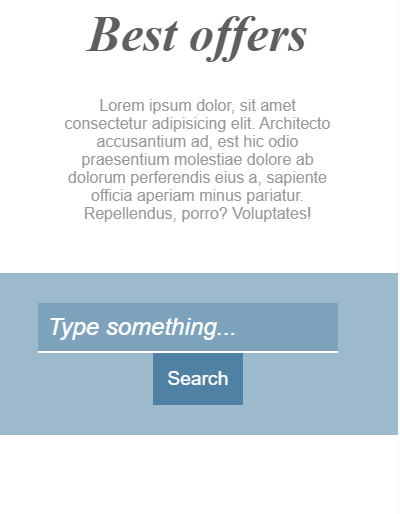 Best offers
Lorem ipsum dolor, sit amet
consectetur adipisicing elit. Architecto
accusantium ad, est hic odio
praesentium molestiae dolore ab
dolorum perferendis eius a, sapiente
officia aperiam minus pariatur.
Repellendus, porro? Voluptates!
Type something...
Search